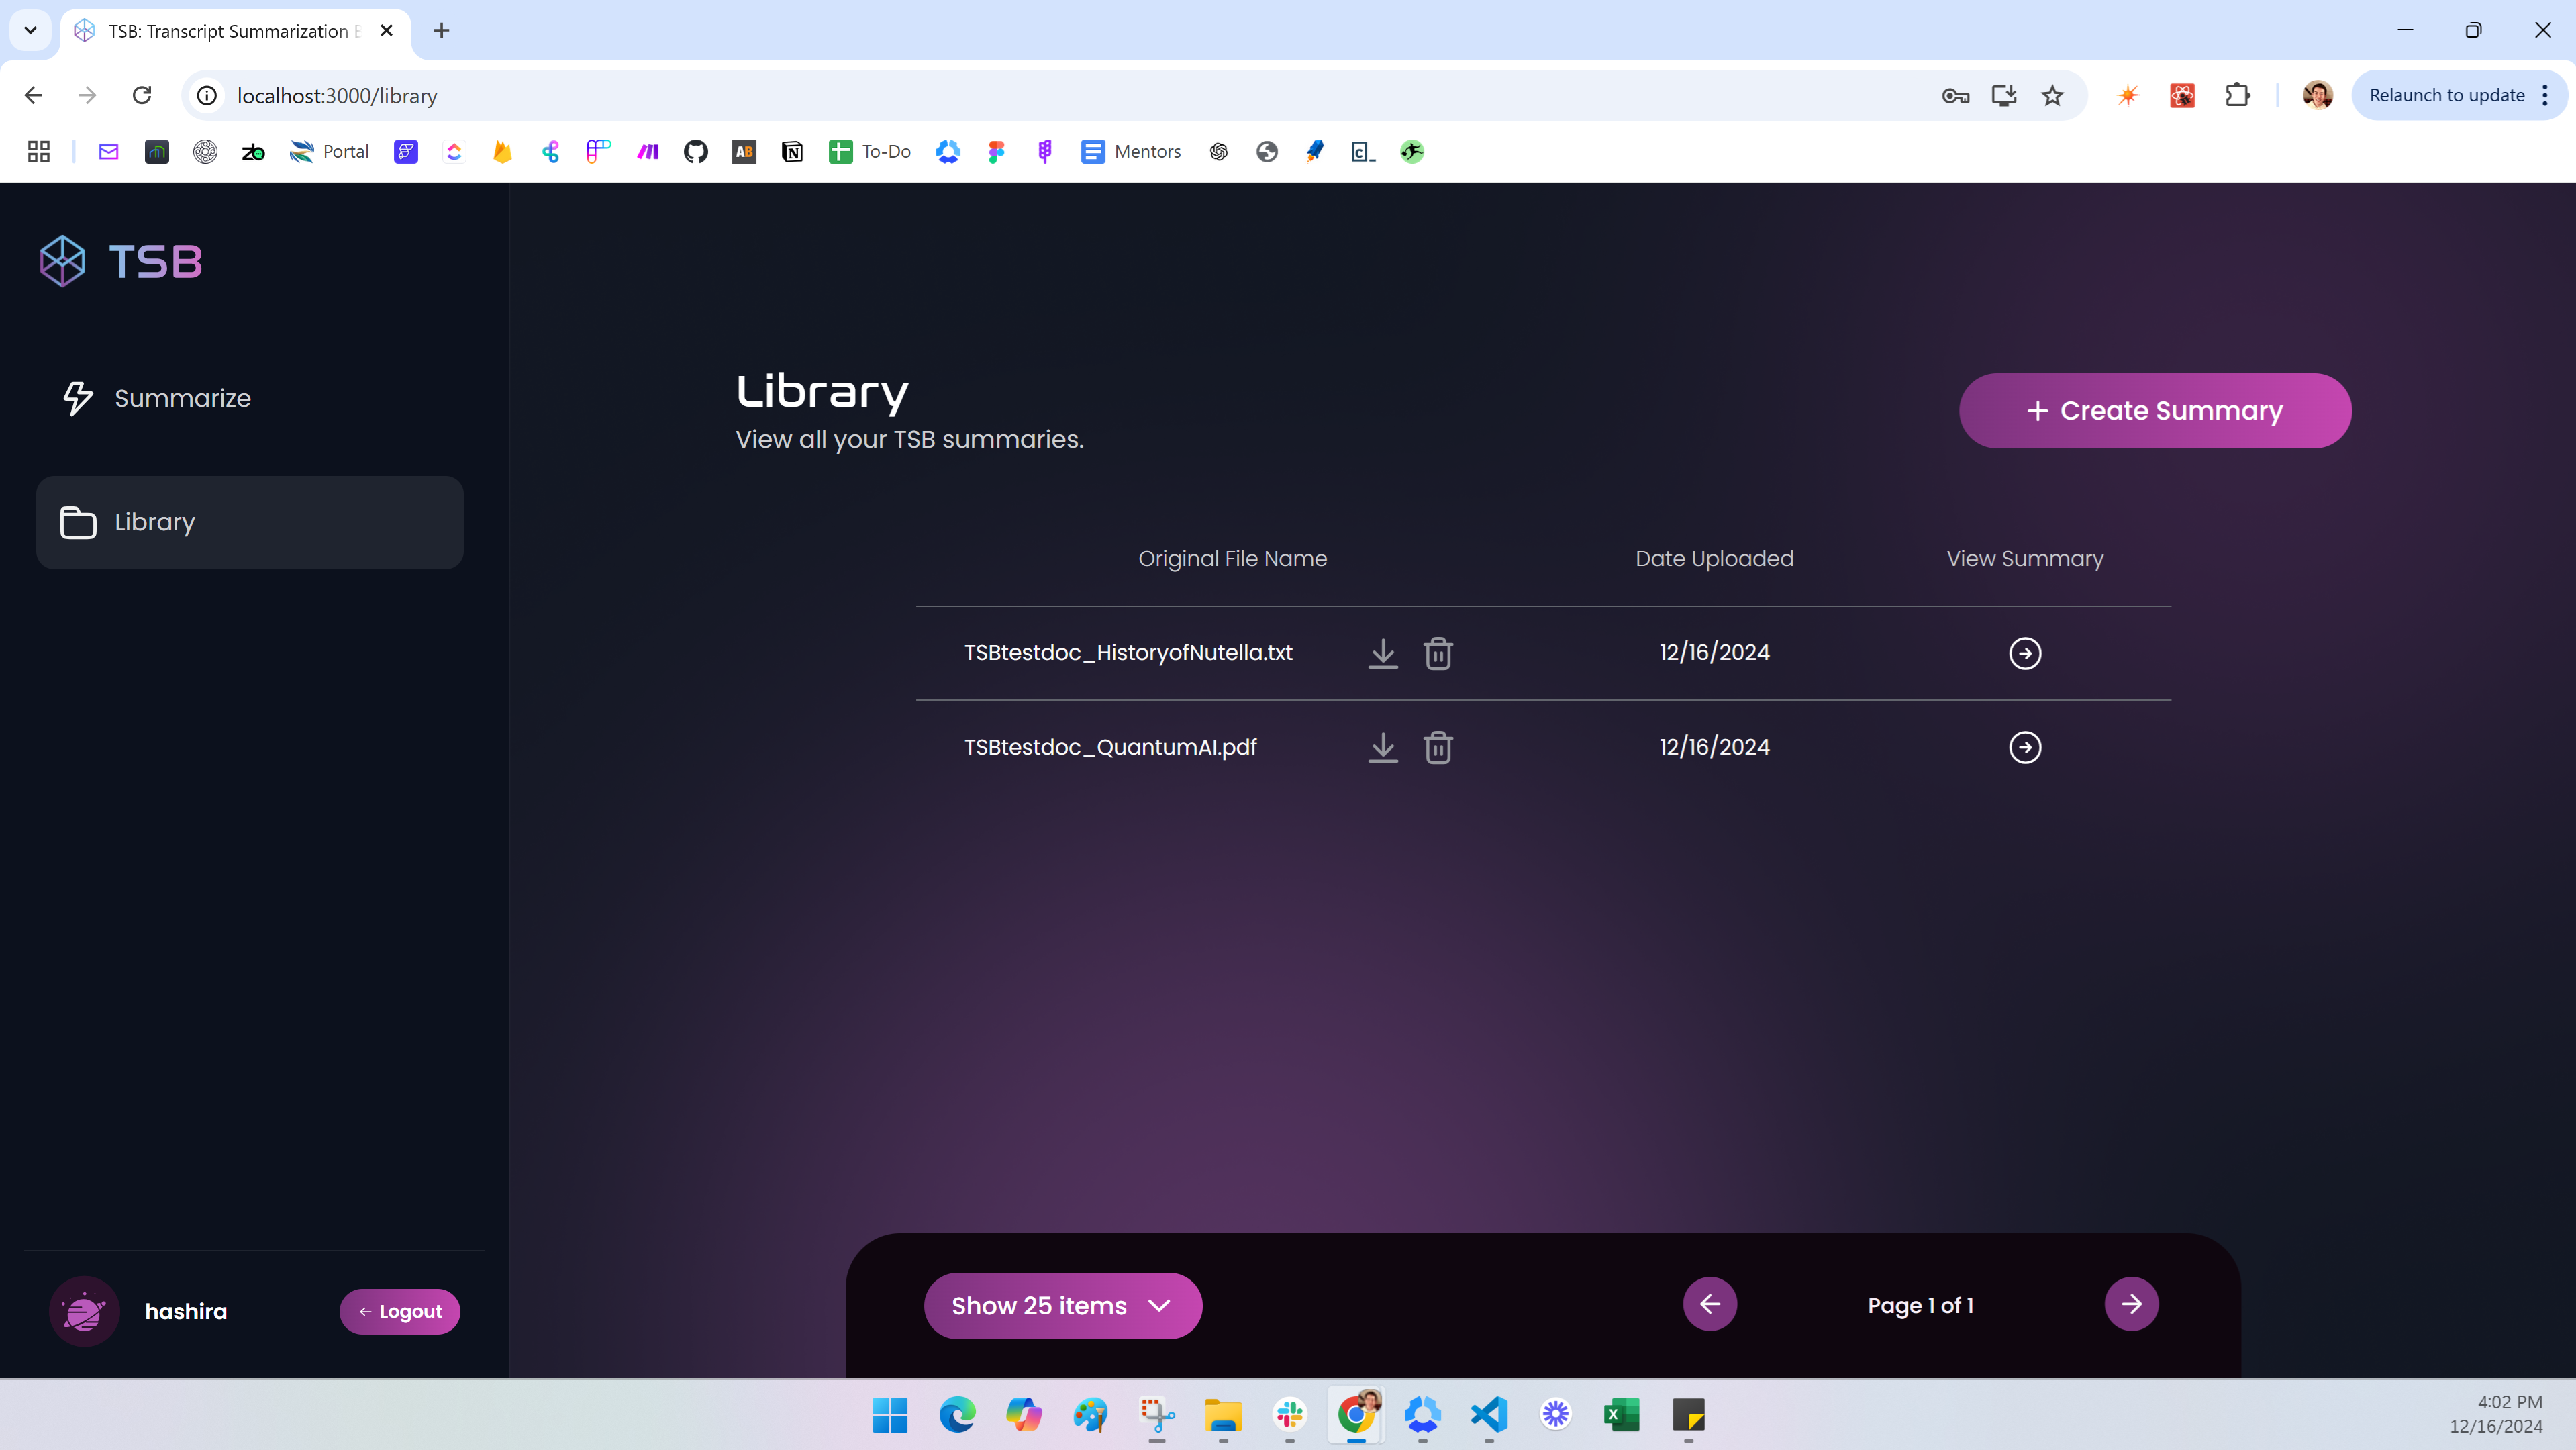 TSB: Transcript Summarization
localhost:3000/library
Relaunch to update
Portal
To-Do
Mentors
TSB
Summarize
Library
Library
View all your TSB summaries.
+ Create Summary
Original File Name Date Uploaded View Summary
TSBtestdoc_HistoryofNutella.txt 12/16/2024
TSBtestdoc_QuantumAI.pdf 12/16/2024
hashira
← Logout
Show 25 items
Page 1 of 1
4:02 PM
12/16/2024